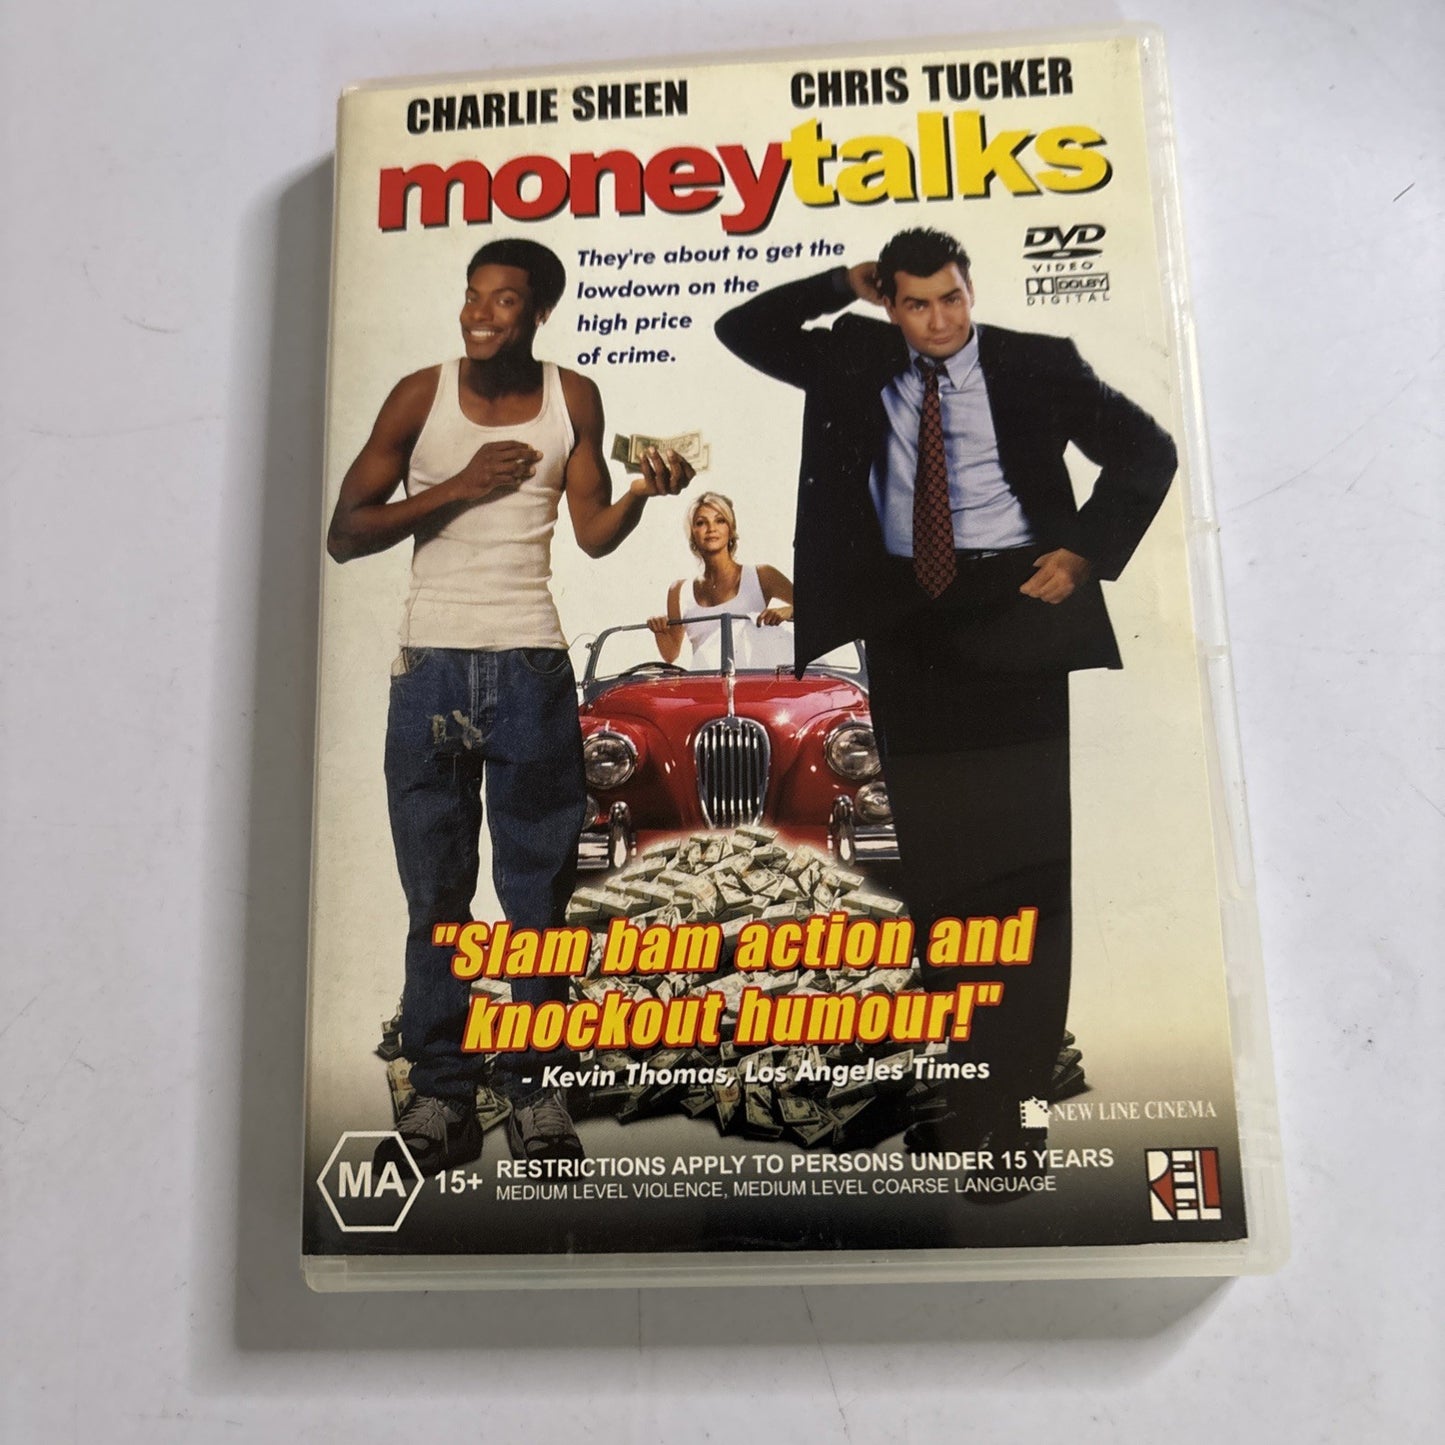 CHARLIE SHEEN CHRIS TUCKER
moneytalks
They're about to get the
lowdown on the
high price
of crime.
DVD
VIDEO
DOLBY
DIGITAL
"Slam bam action and
knockout humour!"
- Kevin Thomas, Los Angeles Times
NEW LINE CINEMA
MA 15+ RESTRICTIONS APPLY TO PERSONS UNDER 15 YEARS
MEDIUM LEVEL VIOLENCE, MEDIUM LEVEL COARSE LANGUAGE
REEL